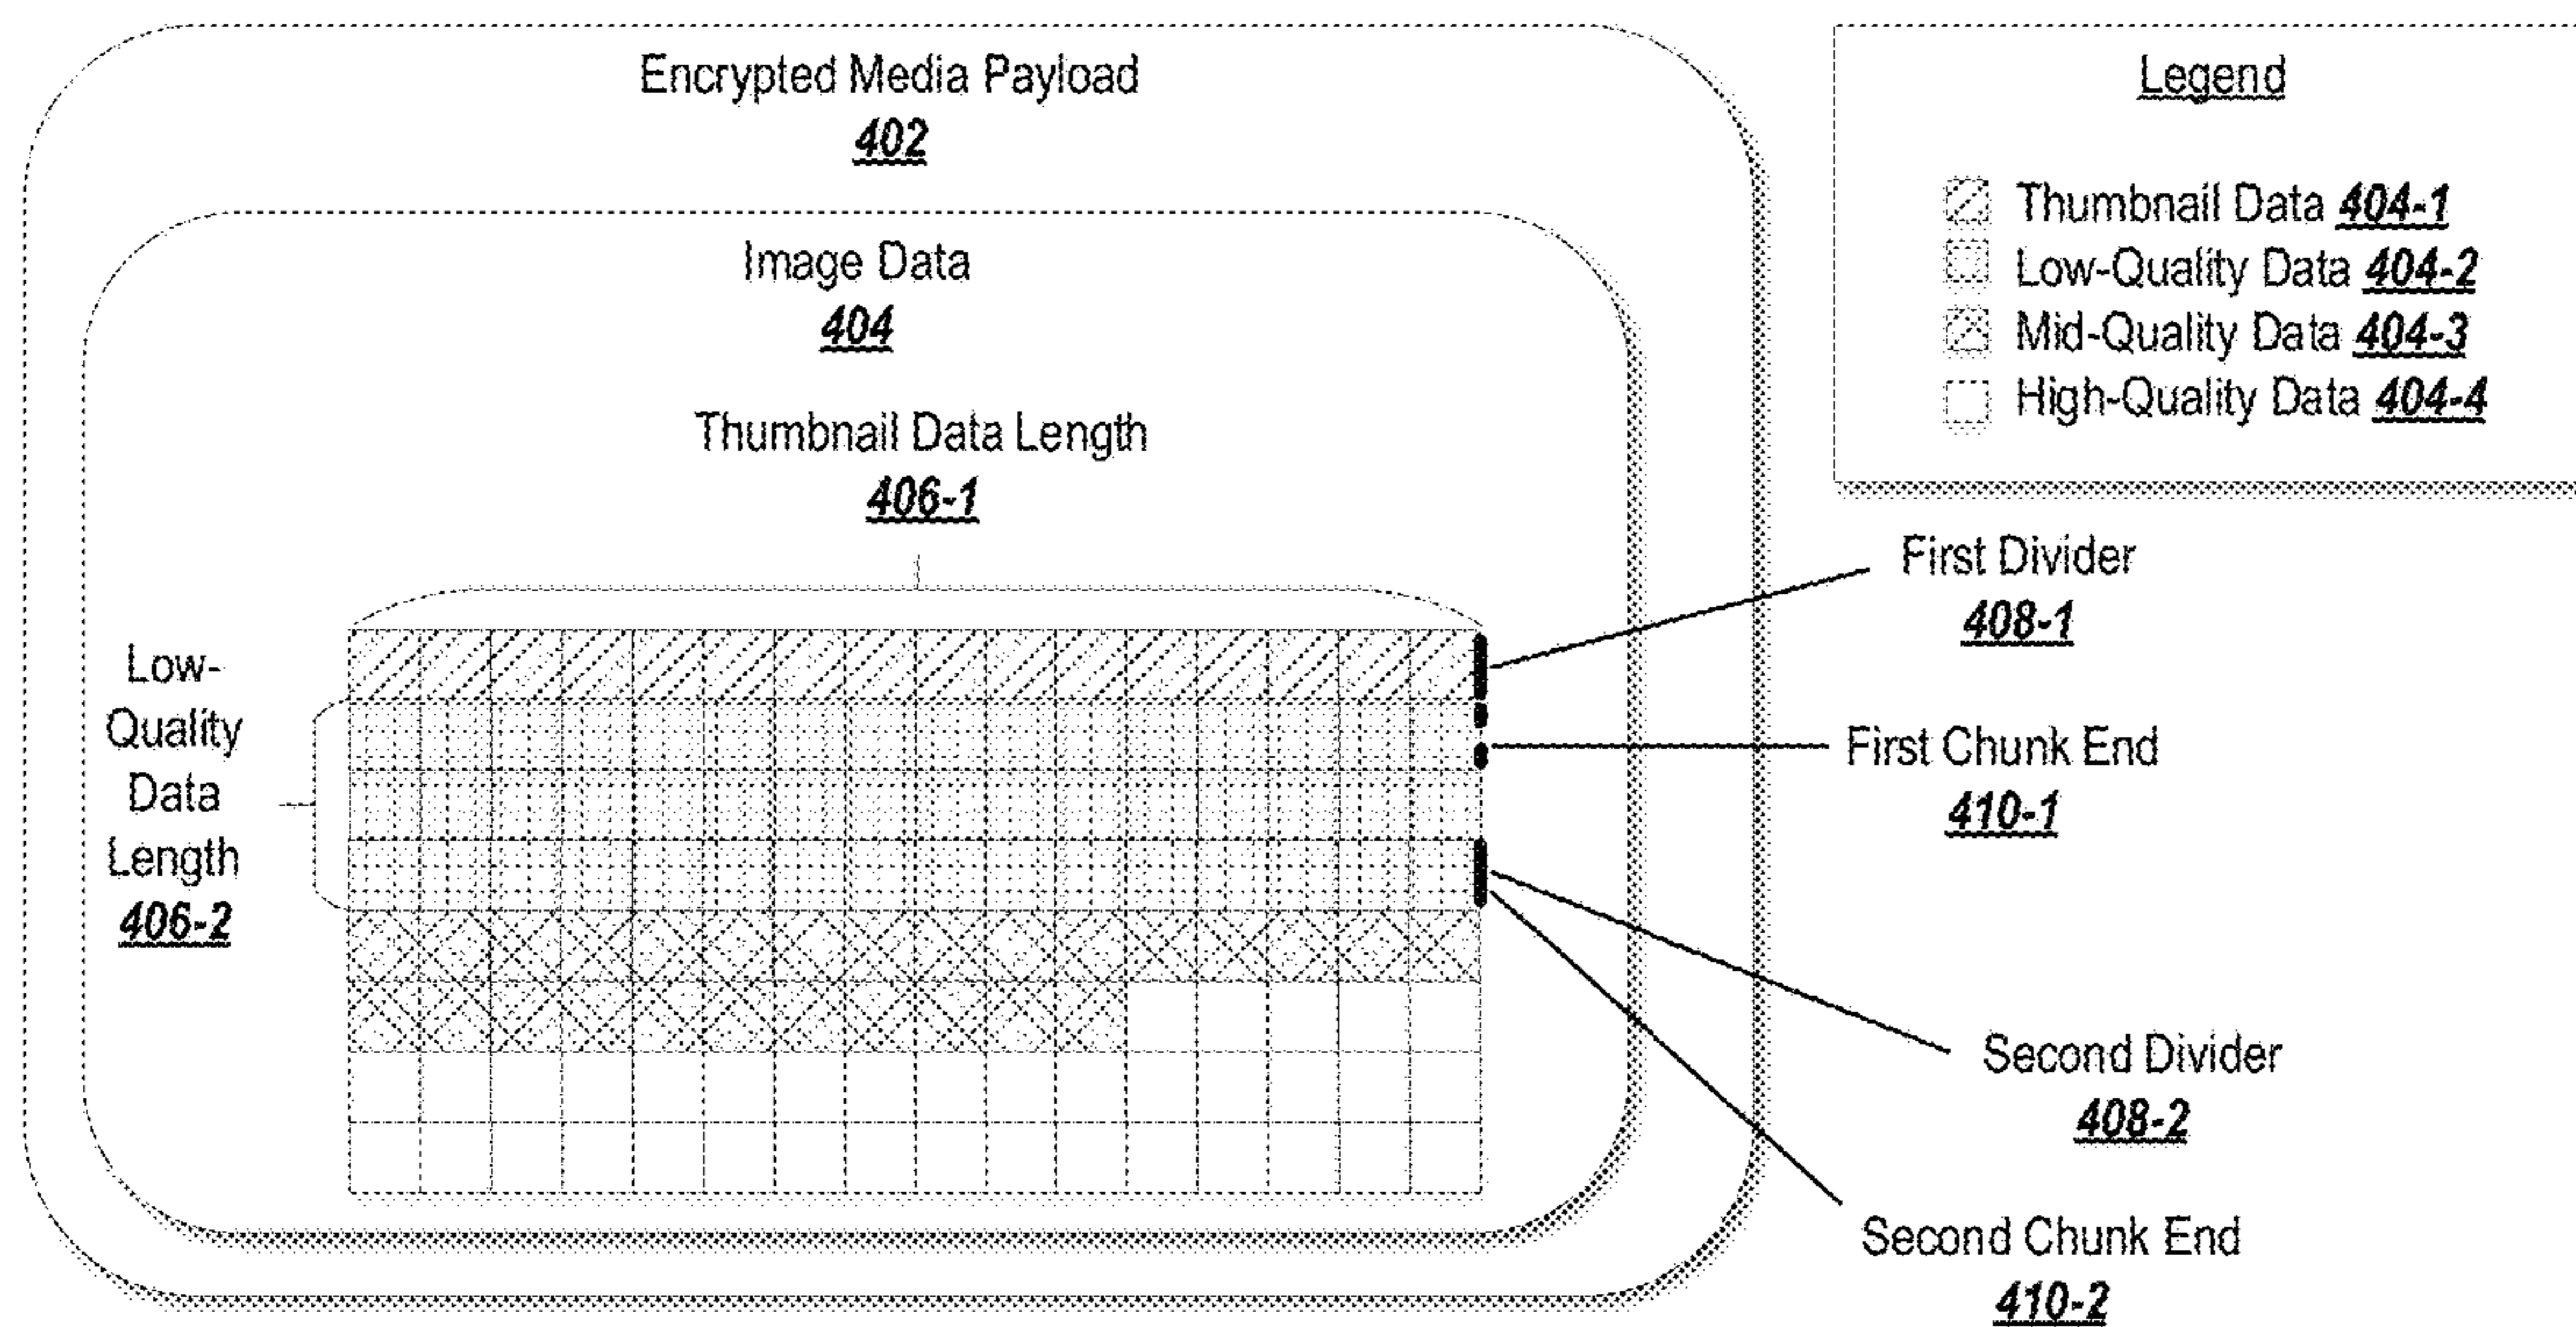 Encrypted Media Payload
402
Image Data
404
Thumbnail Data Length
406-1
Low-
Quality
Data
Length
406-2
Legend
Thumbnail Data 404-1
Low-Quality Data 404-2
Mid-Quality Data 404-3
High-Quality Data 404-4
First Divider
408-1
First Chunk End
410-1
Second Divider
408-2
Second Chunk End
410-2